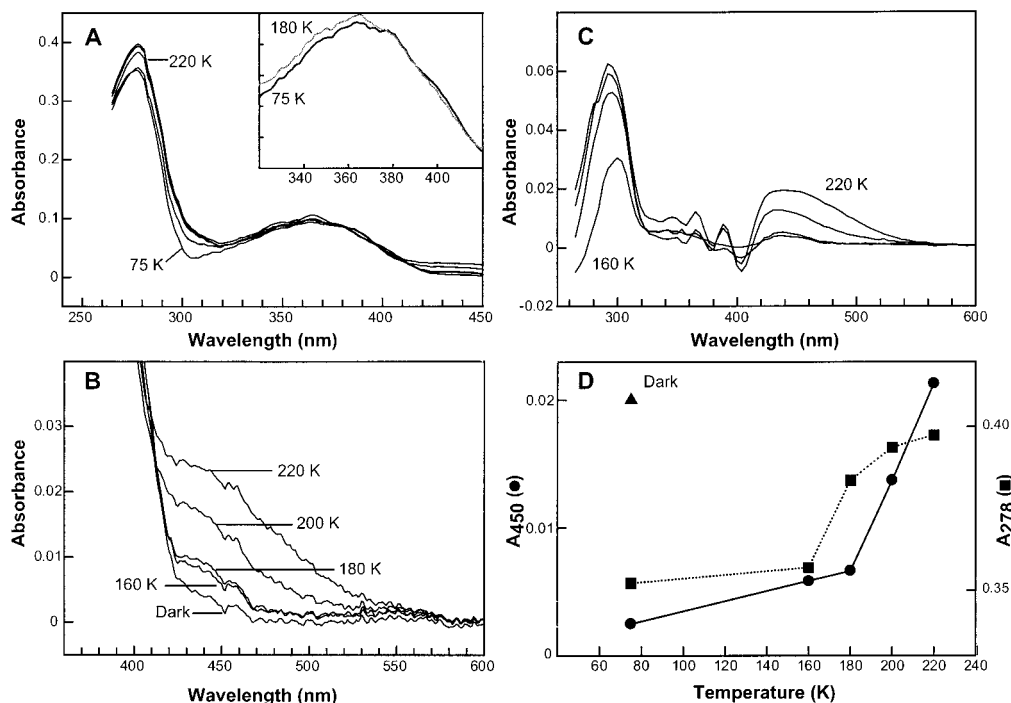 A
0.4
0.3
0.2
0.1
0
Absorbance
220 K
75 K
180 K
75 K
320 340 360 380 400
250 300 350 400 450
Wavelength (nm)
C
0.06
0.04
0.02
0
-0.02
Absorbance
220 K
160 K
300 400 500 600
Wavelength (nm)
B
0.03
0.02
0.01
0
Absorbance
220 K
200 K
180 K
160 K
Dark
400 450 500 550 600
Wavelength (nm)
D
Dark
0.02
0.01
0
A450 (●)
0.40
0.35
A278 (■)
60 80 100 120 140 160 180 200 220 240
Temperature (K)